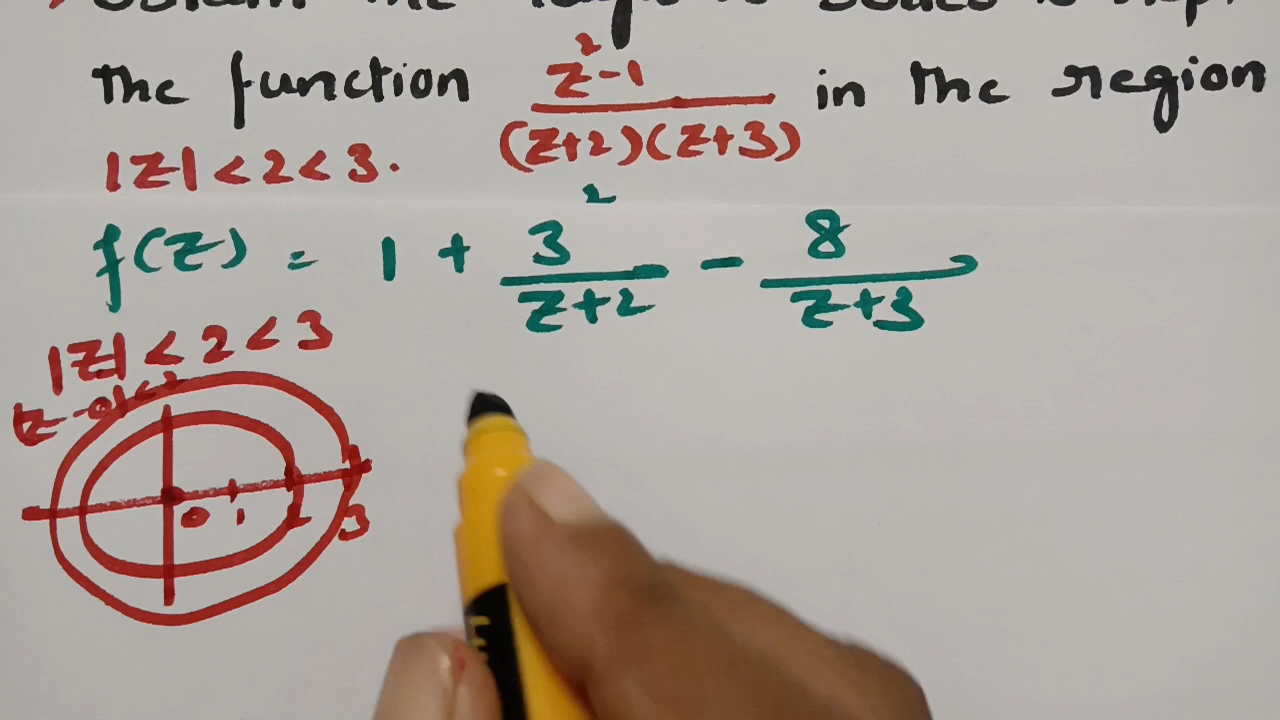 the function z²-1 / (z+2)(z+3) in the region
|z| < 2 < 3.
f(z) = 1 + 3 / z+2 - 8 / z+3
2
|z| < 2 < 3
0 1 2 3